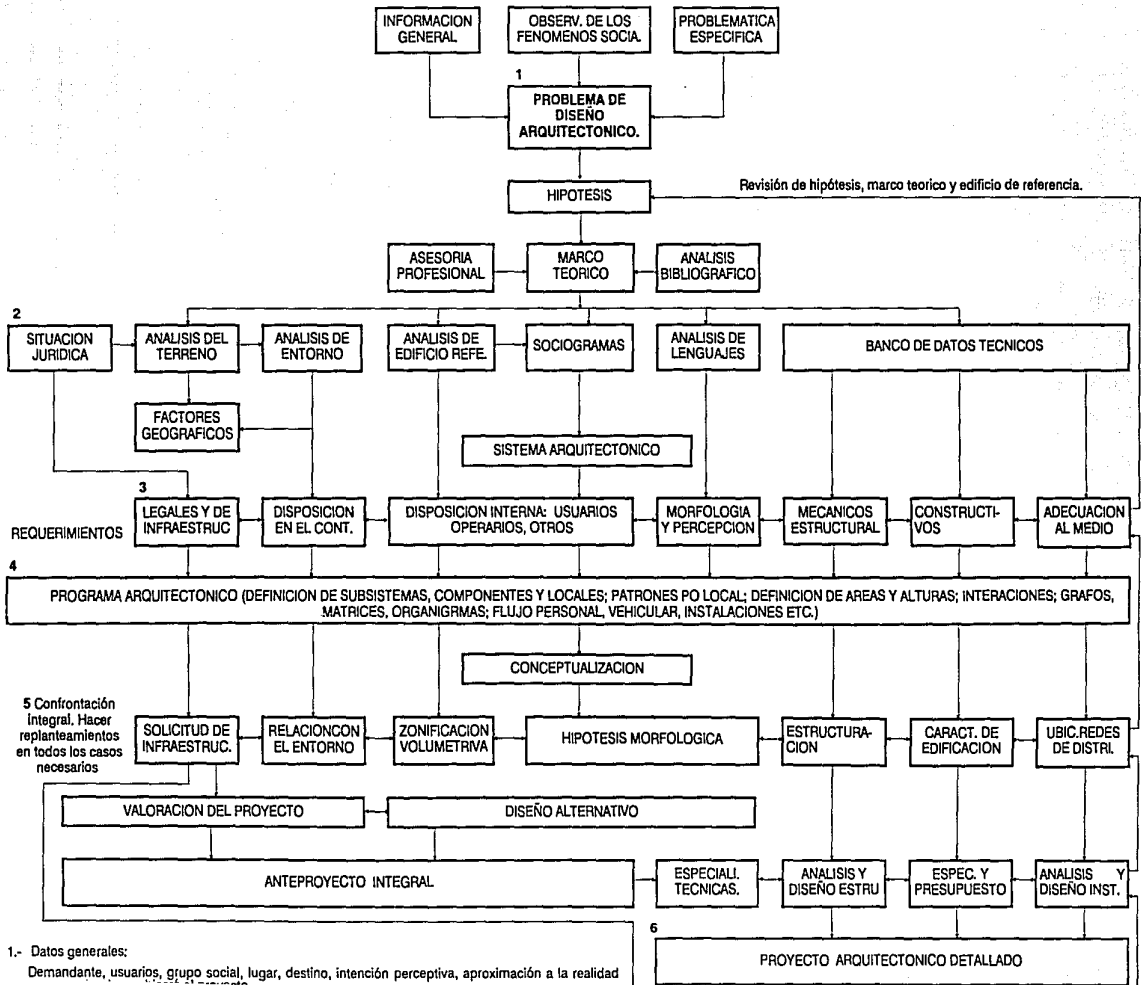 INFORMACION
GENERAL
OBSERV. DE LOS
FENOMENOS SOCIA.
PROBLEMATICA
ESPECIFICA
1
PROBLEMA DE
DISEÑO
ARQUITECTONICO.
HIPOTESIS
Revisión de hipótesis, marco teorico y edificio de referencia.
ASESORIA
PROFESIONAL
MARCO
TEORICO
ANALISIS
BIBLIOGRAFICO
2
SITUACION
JURIDICA
ANALISIS DEL
TERRENO
ANALISIS DE
ENTORNO
ANALISIS DE
EDIFICIO REFE.
SOCIOGRAMAS
ANALISIS DE
LENGUAJES
BANCO DE DATOS TECNICOS
FACTORES
GEOGRAFICOS
SISTEMA ARQUITECTONICO
3
REQUERIMIENTOS
LEGALES Y DE
INFRAESTRUC
DISPOSICION
EN EL CONT.
DISPOSICION INTERNA: USUARIOS
OPERARIOS, OTROS
MORFOLOGIA
Y PERCEPCION
MECANICOS
ESTRUCTURAL
CONSTRUCTI-
VOS
ADECUACION
AL MEDIO
4
PROGRAMA ARQUITECTONICO (DEFINICION DE SUBSISTEMAS, COMPONENTES Y LOCALES; PATRONES PO LOCAL; DEFINICION DE AREAS Y ALTURAS; INTERACIONES; GRAFOS,
MATRICES, ORGANIGRMAS; FLUJO PERSONAL, VEHICULAR, INSTALACIONES ETC.)
CONCEPTUALIZACION
5 Confrontación
integral. Hacer
replanteamientos
en todos los casos
necesarios
SOLICITUD DE
INFRAESTRUC.
RELACIONCON
EL ENTORNO
ZONIFICACION
VOLUMETRIVA
HIPOTESIS MORFOLOGICA
ESTRUCTURA-
CION
CARACT. DE
EDIFICACION
UBIC.REDES
DE DISTRI.
VALORACION DEL PROYECTO
DISEÑO ALTERNATIVO
ANTEPROYECTO INTEGRAL
ESPECIALI.
TECNICAS.
ANALISIS Y
DISEÑO ESTRU
ESPEC. Y
PRESUPUESTO
ANALISIS Y
DISEÑO INST.
6
PROYECTO ARQUITECTONICO DETALLADO
1.- Datos generales:
Demandante, usuarios, grupo social, lugar, destino, intención perceptiva, aproximación a la realidad
el proyecto